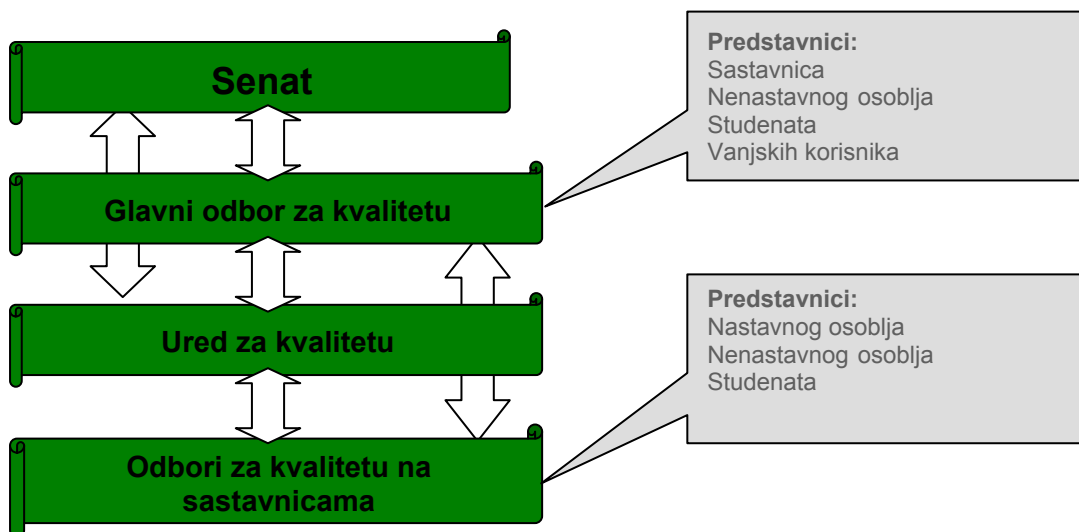 Senat
Glavni odbor za kvalitetu
Ured za kvalitetu
Odbori za kvalitetu na
sastavnicama
Predstavnici:
Sastavnica
Nenastavnog osoblja
Studenata
Vanjskih korisnika
Predstavnici:
Nastavnog osoblja
Nenastavnog osoblja
Studenata